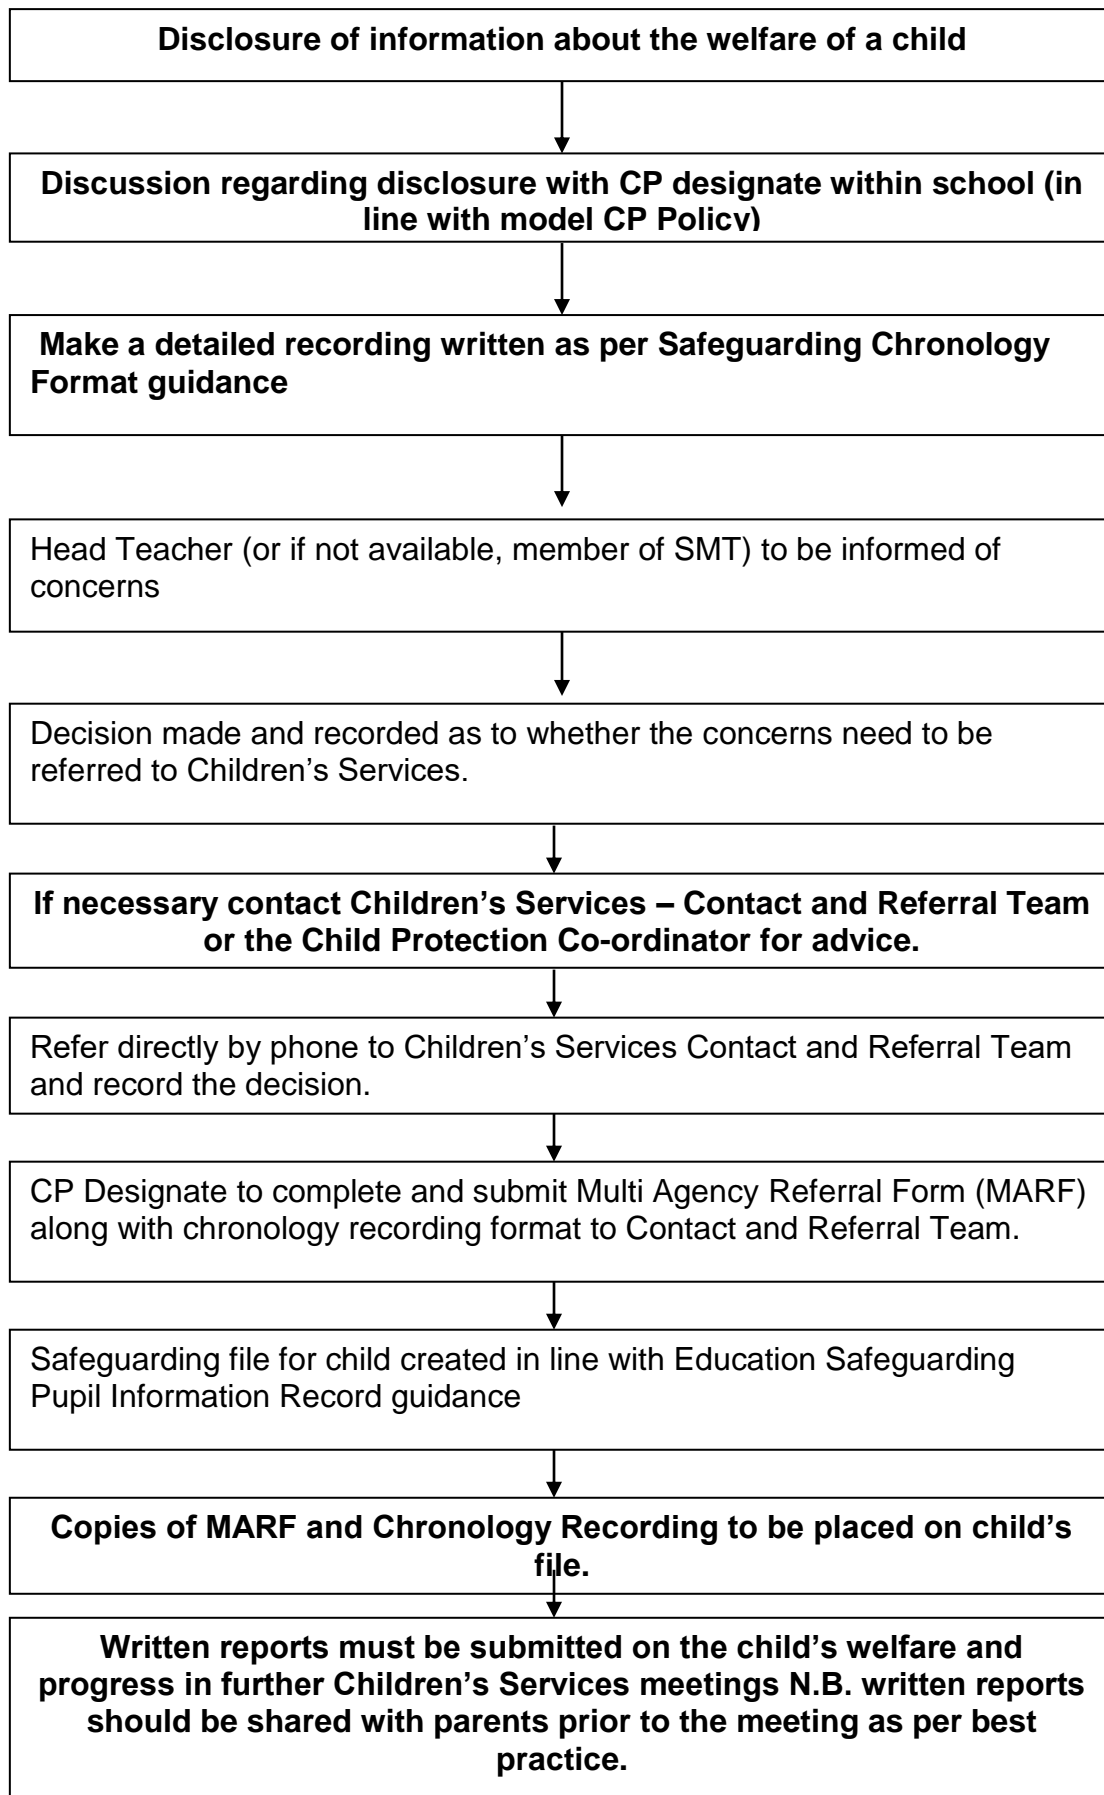 Disclosure of information about the welfare of a child
Discussion regarding disclosure with CP designate within school (in
line with model CP Policy)
Make a detailed recording written as per Safeguarding Chronology
Format guidance
Head Teacher (or if not available, member of SMT) to be informed of
concerns
Decision made and recorded as to whether the concerns need to be
referred to Children’s Services.
If necessary contact Children’s Services – Contact and Referral Team
or the Child Protection Co-ordinator for advice.
Refer directly by phone to Children’s Services Contact and Referral Team
and record the decision.
CP Designate to complete and submit Multi Agency Referral Form (MARF)
along with chronology recording format to Contact and Referral Team.
Safeguarding file for child created in line with Education Safeguarding
Pupil Information Record guidance
Copies of MARF and Chronology Recording to be placed on child’s
file.
Written reports must be submitted on the child’s welfare and
progress in further Children’s Services meetings N.B. written reports
should be shared with parents prior to the meeting as per best
practice.